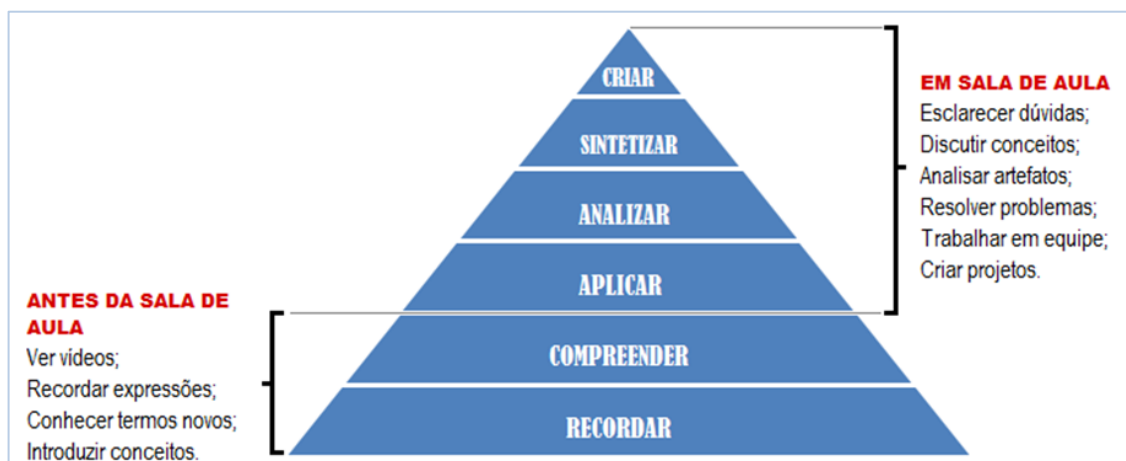 CRIAR
SINTETIZAR
ANALIZAR
APLICAR
COMPREENDER
RECORDAR
EM SALA DE AULA
Esclarecer dúvidas;
Discutir conceitos;
Analisar artefatos;
Resolver problemas;
Trabalhar em equipe;
Criar projetos.
ANTES DA SALA DE
AULA
Ver vídeos;
Recordar expressões;
Conhecer termos novos;
Introduzir conceitos.